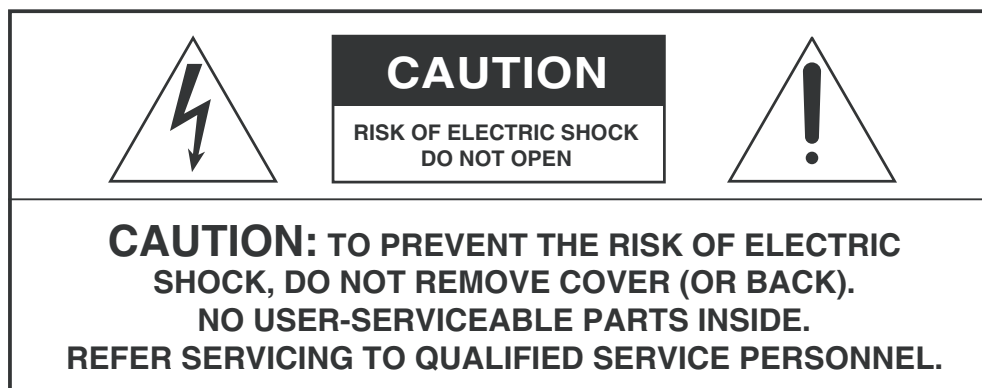 CAUTION
RISK OF ELECTRIC SHOCK
DO NOT OPEN
CAUTION: TO PREVENT THE RISK OF ELECTRIC
SHOCK, DO NOT REMOVE COVER (OR BACK).
NO USER-SERVICEABLE PARTS INSIDE.
REFER SERVICING TO QUALIFIED SERVICE PERSONNEL.